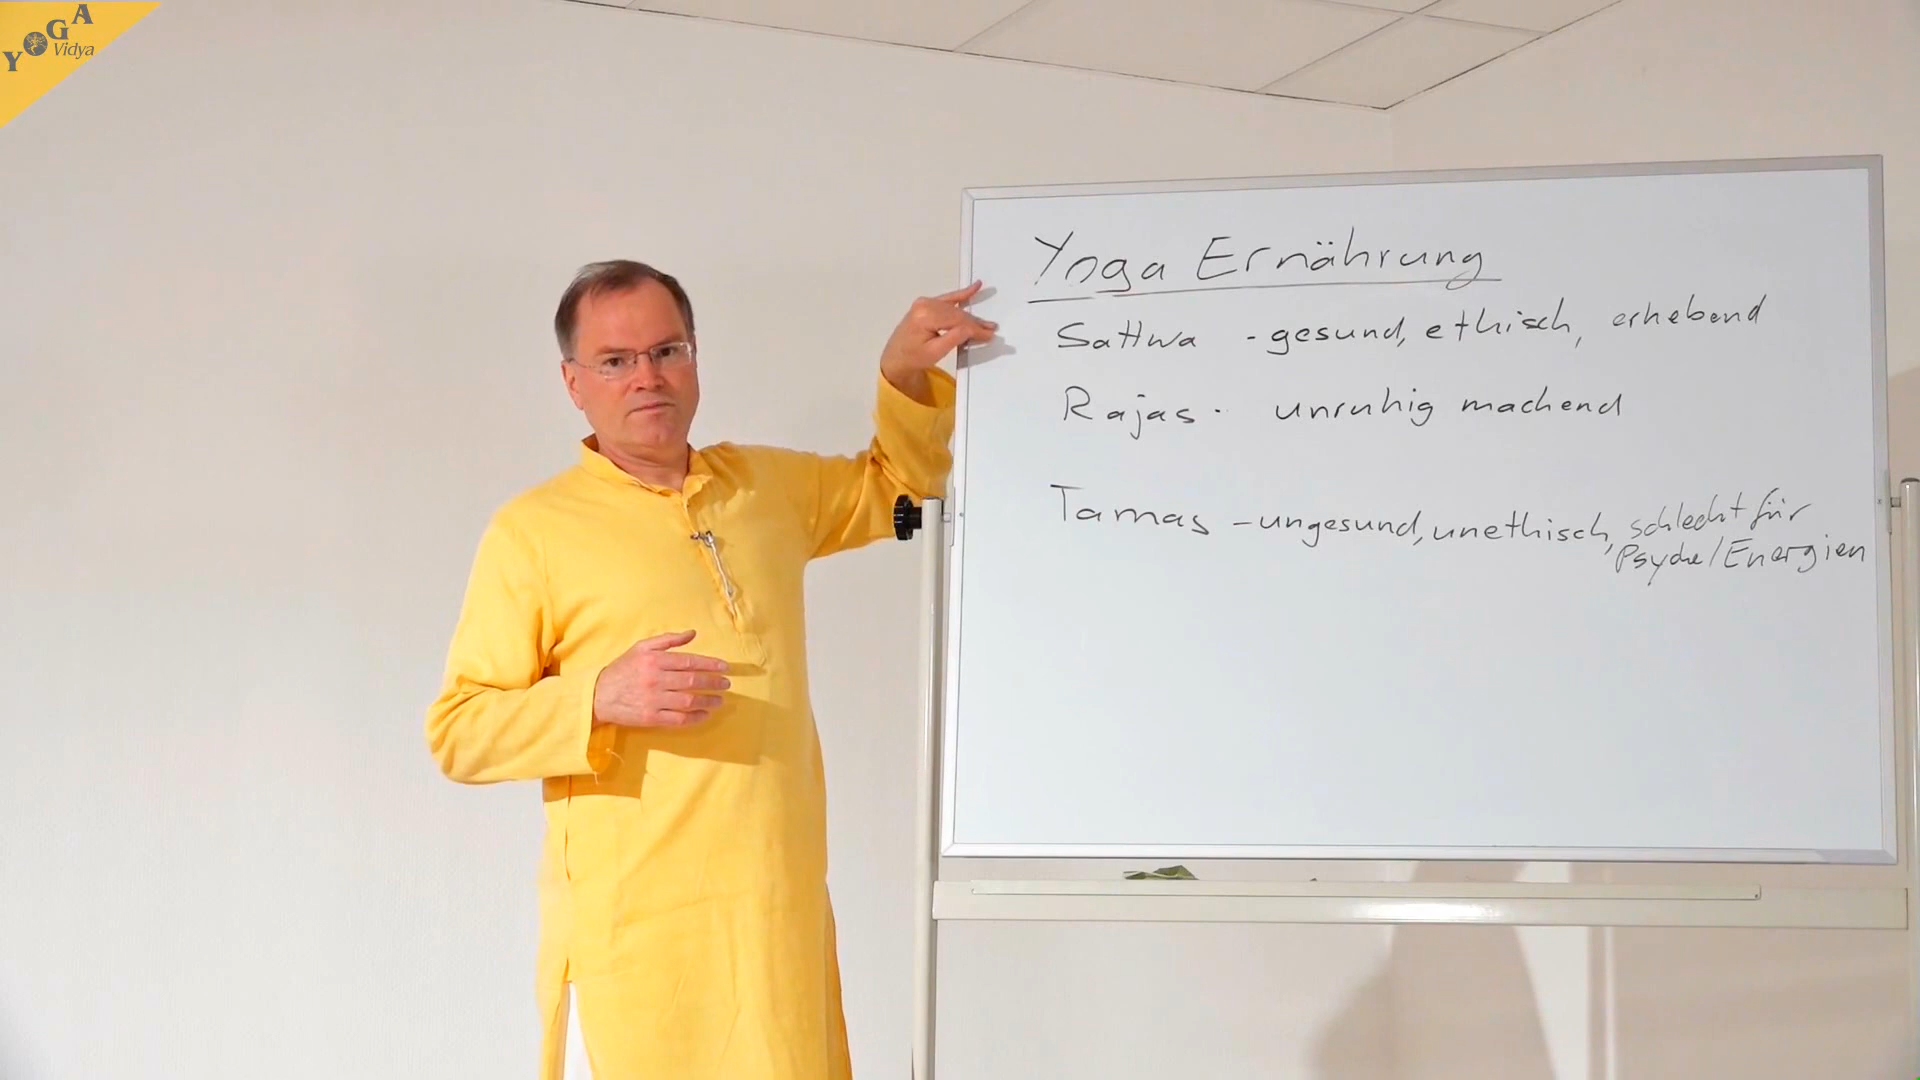 YOGA
Vidya
Yoga Ernährung
Sattwa - gesund, ethisch, erhebend
Rajas - unruhig machend
Tamas - ungesund, unethisch, schlecht für
Psyche/Energien